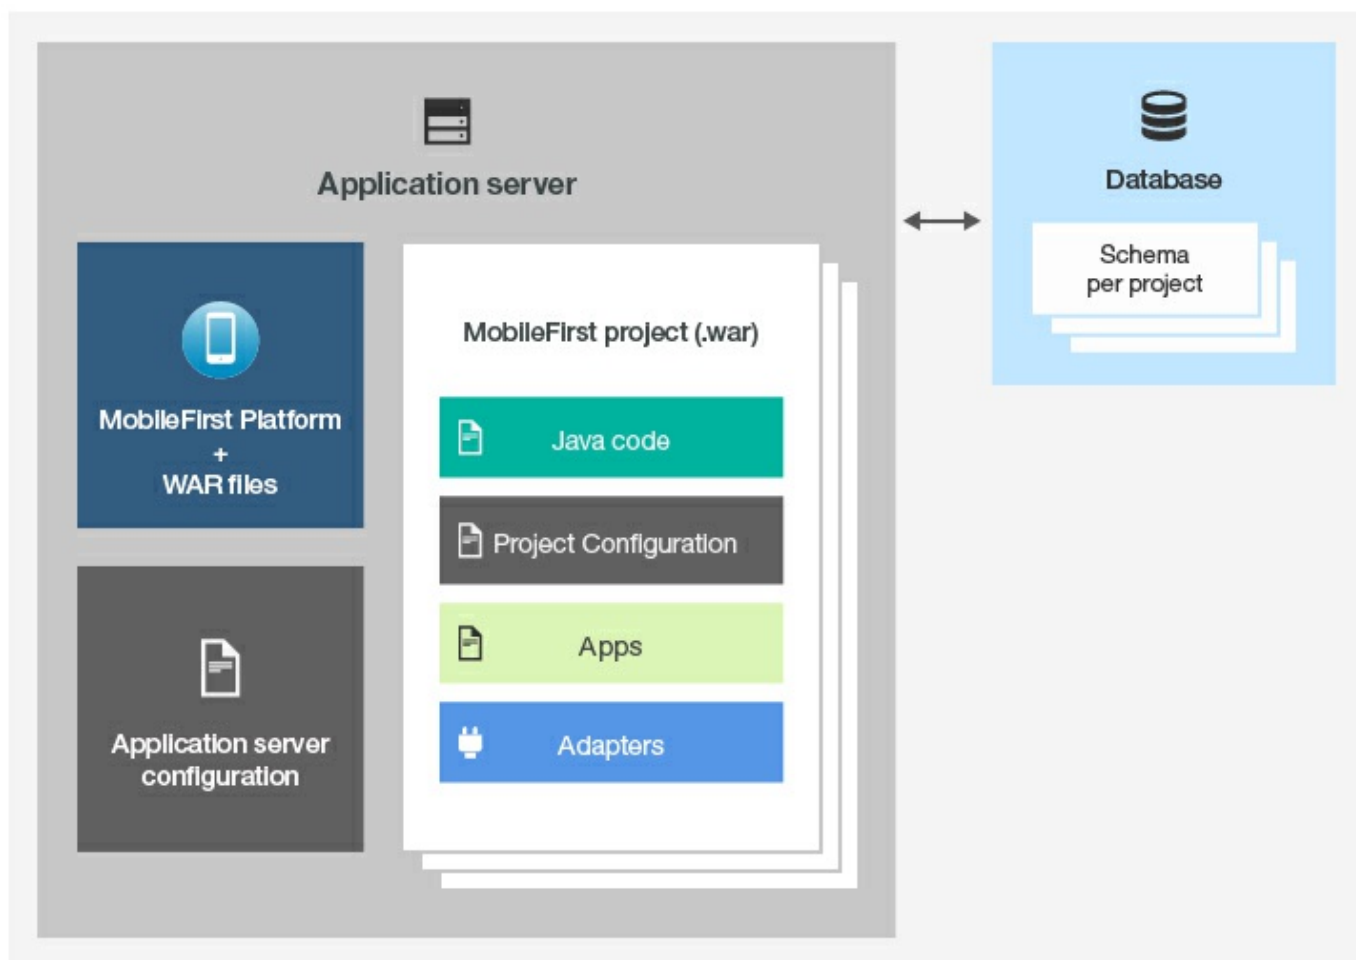 Application server
MobileFirst Platform
+
WAR files
Application server
configuration
MobileFirst project (.war)
Java code
Project Configuration
Apps
Adapters
Database
Schema
per project